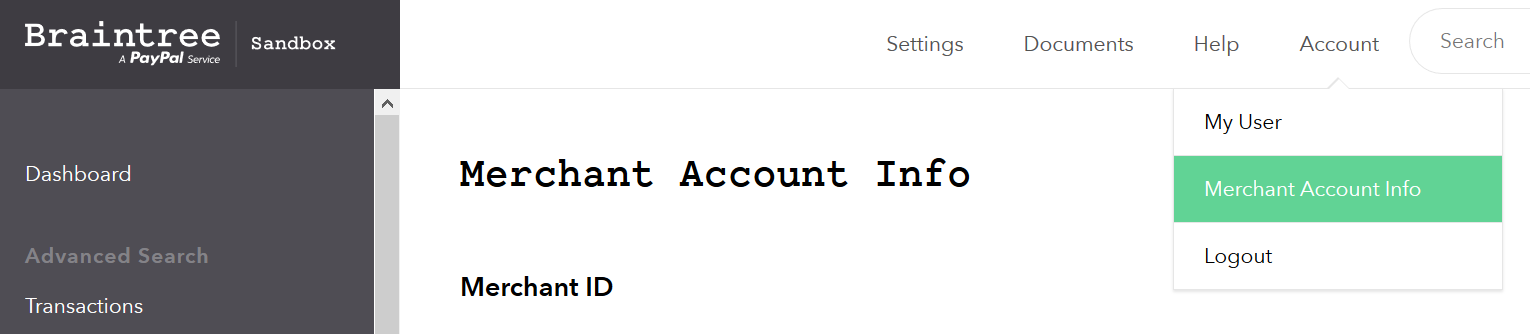 Braintree
A PayPal Service
Sandbox
Settings
Documents
Help
Account
Search
My User
Merchant Account Info
Logout
Dashboard
Advanced Search
Transactions
Merchant Account Info
Merchant ID